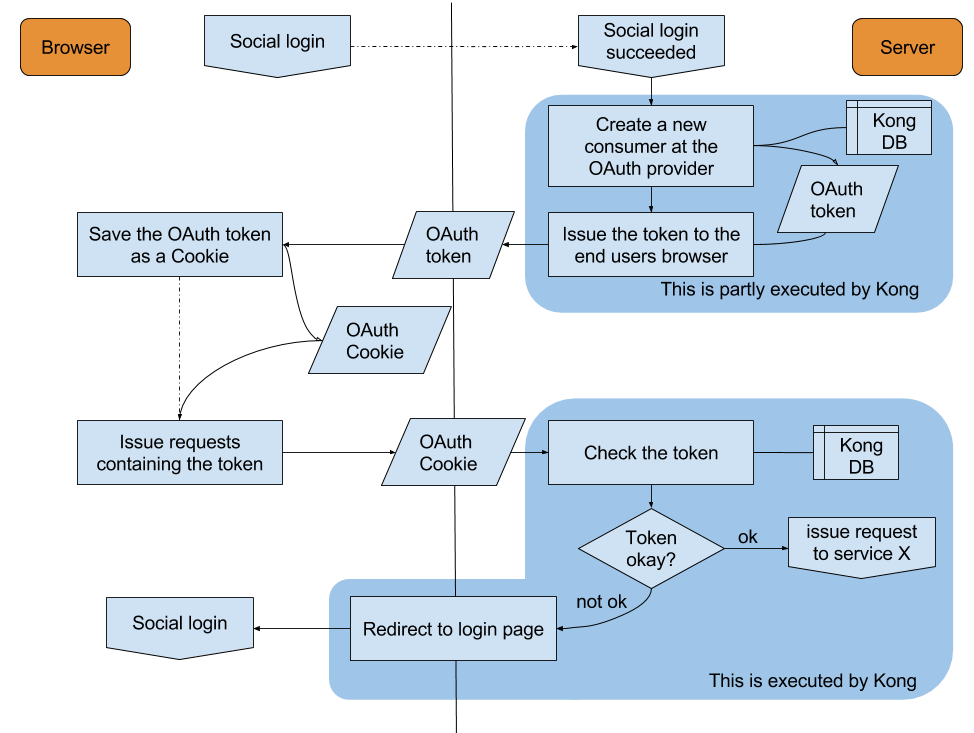 Browser
Social login
Social login
succeeded
Server
Create a new
consumer at the
OAuth provider
Kong
DB
OAuth
token
Save the OAuth token
as a Cookie
OAuth
token
Issue the token to the
end users browser
This is partly executed by Kong
OAuth
Cookie
Issue requests
containing the token
OAuth
Cookie
Check the token
Kong
DB
Token
okay?
ok
issue request
to service X
not ok
Social login
Redirect to login page
This is executed by Kong